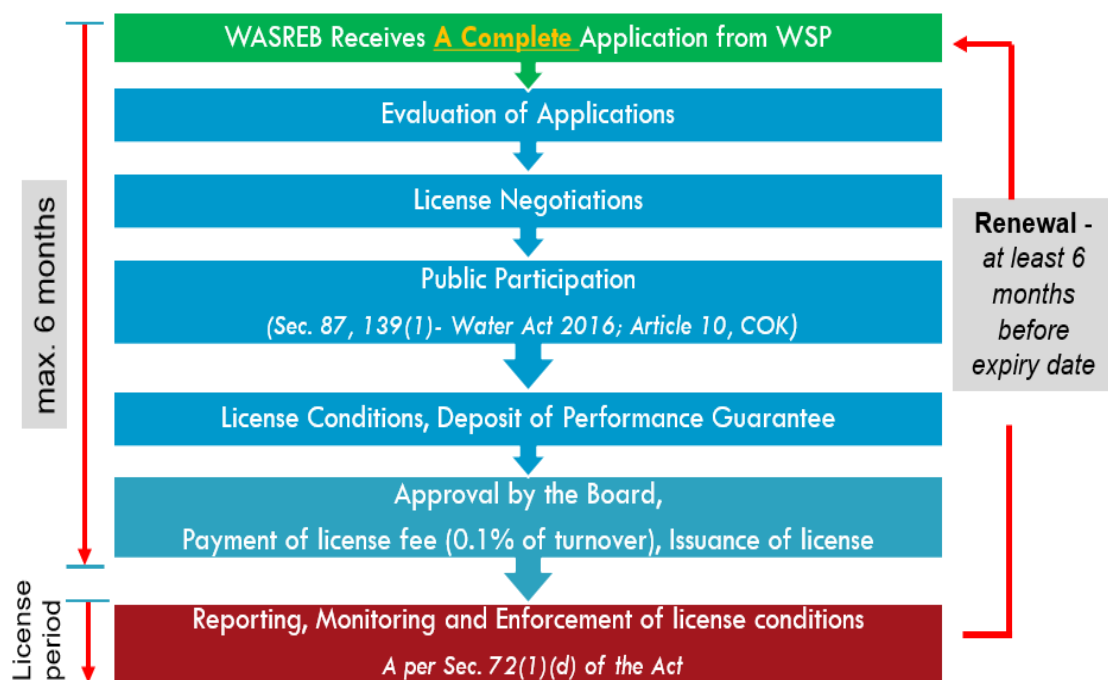 WASREB Receives A Complete Application from WSP
Evaluation of Applications
License Negotiations
Public Participation
(Sec. 87, 139(1)- Water Act 2016; Article 10, COK)
License Conditions, Deposit of Performance Guarantee
Approval by the Board,
Payment of license fee (0.1% of turnover), Issuance of license
Reporting, Monitoring and Enforcement of license conditions
A per Sec. 72(1)(d) of the Act
max. 6 months
License
period
Renewal -
at least 6
months
before
expiry date